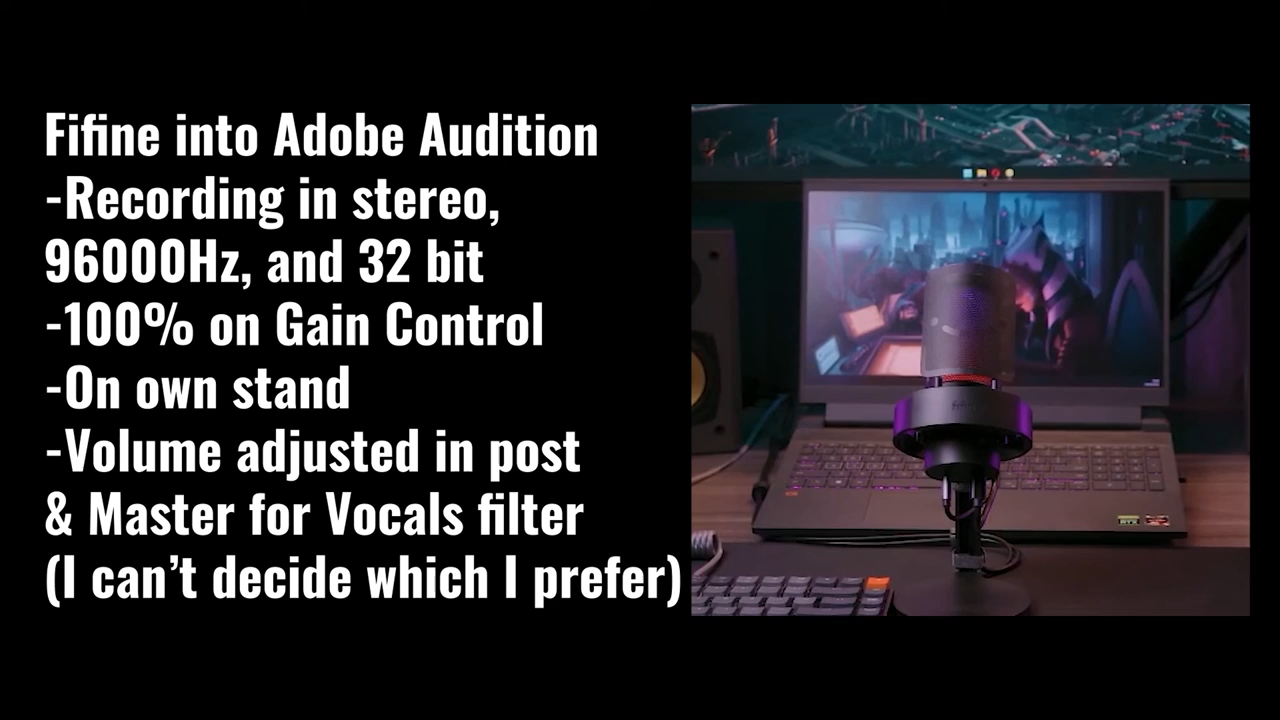 Fifine into Adobe Audition
-Recording in stereo,
96000Hz, and 32 bit
-100% on Gain Control
-On own stand
-Volume adjusted in post
& Master for Vocals filter
(I can’t decide which I prefer)
RTX